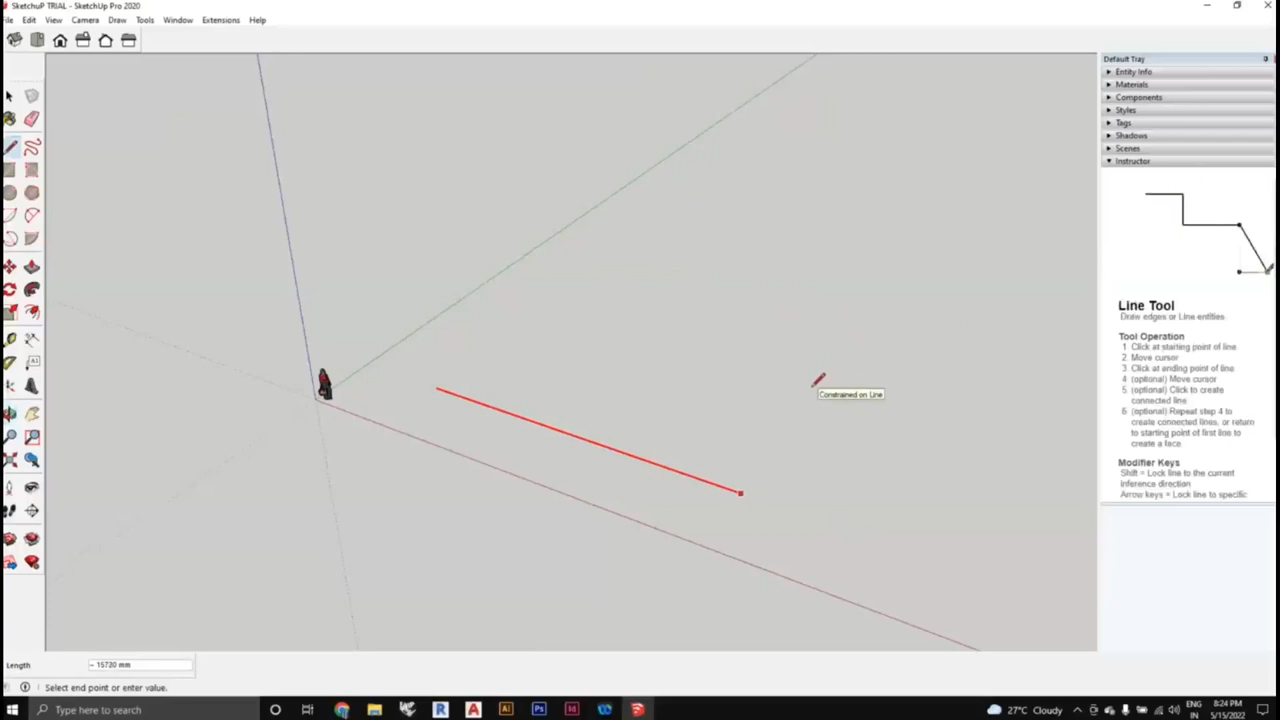 SketchuP TRIAL - SketchUp Pro 2020
File Edit View Camera Draw Tools Window Extensions Help
Default Tray
Entity Info
Materials
Components
Styles
Tags
Shadows
Scenes
Instructor
Line Tool
Draw edges or Line entities
Tool Operation
1 Click at starting point of line
2 Move cursor
3 Click at ending point of line
4 (optional) Move cursor
5 (optional) Click to create
connected line
6 (optional) Repeat step 4 to
create connected lines, or return
to starting point of first line to
create a face
Modifier Keys
Shift = Lock line to the current
inference direction
Arrow keys = Lock line to specific
Constrained on Line
A1
Length ~ 15720 mm
Select end point or enter value.
Type here to search
R A Ai Ps Id
27°C Cloudy
ENG
IN
8:24 PM
5/15/2022